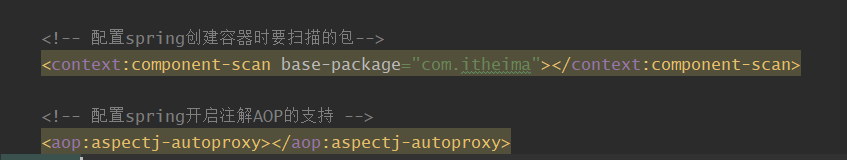 <!-- 配置spring创建容器时要扫描的包-->
<context:component-scan base-package="com.itheima"></context:component-scan>
<!-- 配置spring开启注解AOP的支持 -->
<aop:aspectj-autoproxy></aop:aspectj-autoproxy>